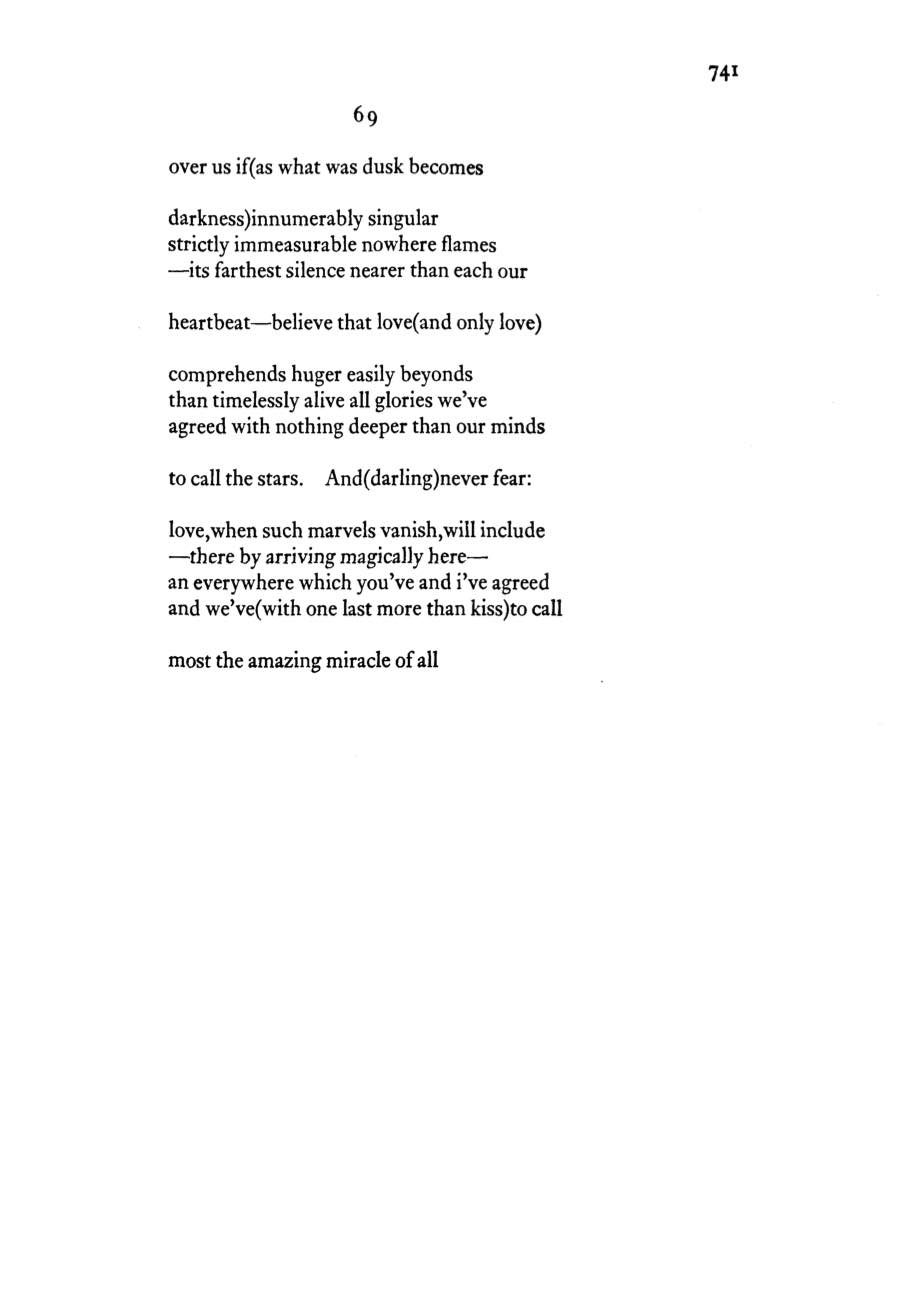 741
69
over us if(as what was dusk becomes
darkness)innumerably singular
strictly immeasurable nowhere flames
—its farthest silence nearer than each our
heartbeat—believe that love(and only love)
comprehends huger easily beyonds
than timelessly alive all glories we've
agreed with nothing deeper than our minds
to call the stars. And(darling)never fear:
love,when such marvels vanish,will include
—there by arriving magically here—
an everywhere which you've and i've agreed
and we've(with one last more than kiss)to call
most the amazing miracle of all